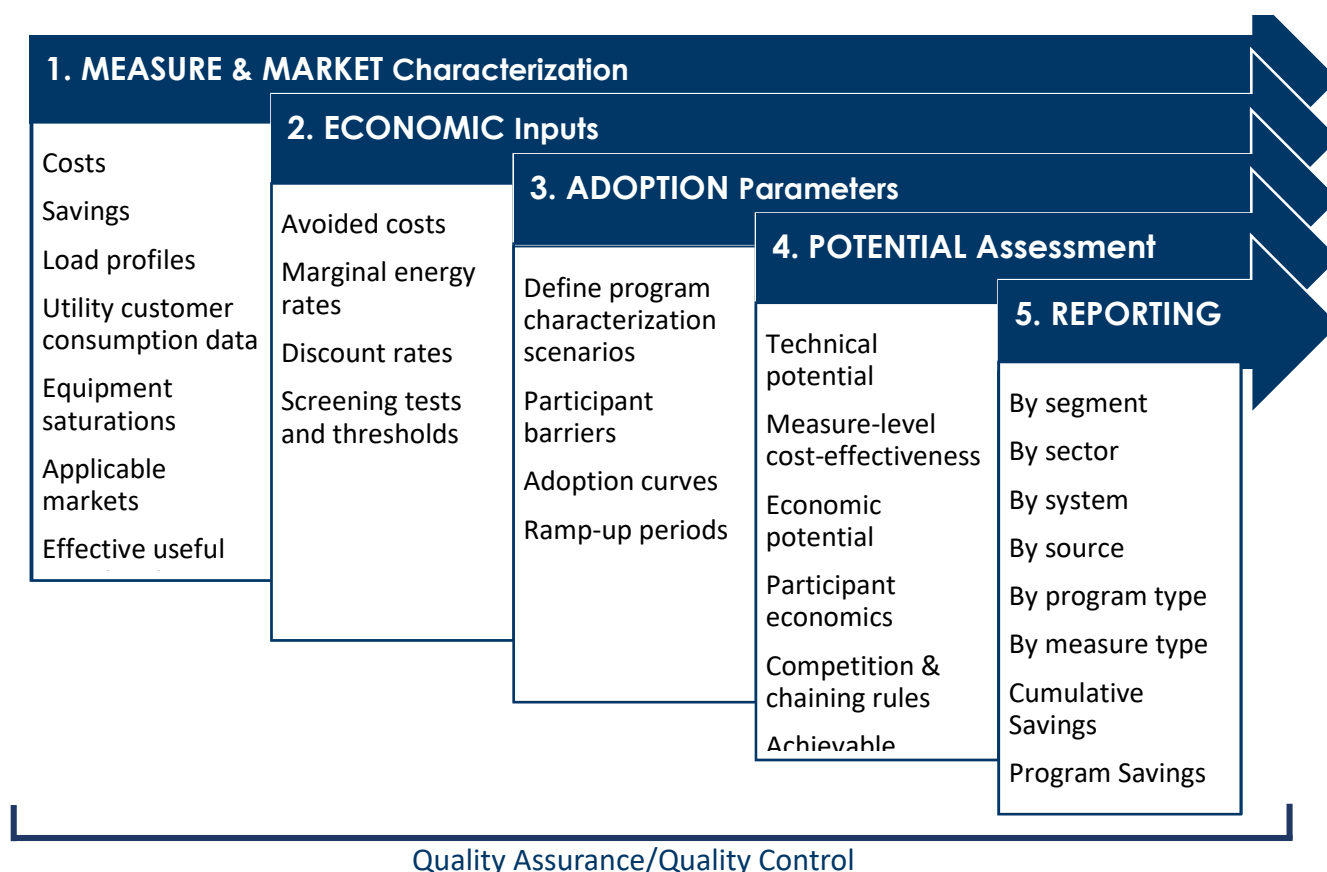 1. MEASURE & MARKET Characterization
Costs
Savings
Load profiles
Utility customer
consumption data
Equipment
saturations
Applicable
markets
Effective useful
2. ECONOMIC Inputs
Avoided costs
Marginal energy
rates
Discount rates
Screening tests
and thresholds
3. ADOPTION Parameters
Define program
characterization
scenarios
Participant
barriers
Adoption curves
Ramp-up periods
4. POTENTIAL Assessment
Technical
potential
Measure-level
cost-effectiveness
Economic
potential
Participant
economics
Competition &
chaining rules
Achievable
5. REPORTING
By segment
By sector
By system
By source
By program type
By measure type
Cumulative
Savings
Program Savings
Quality Assurance/Quality Control